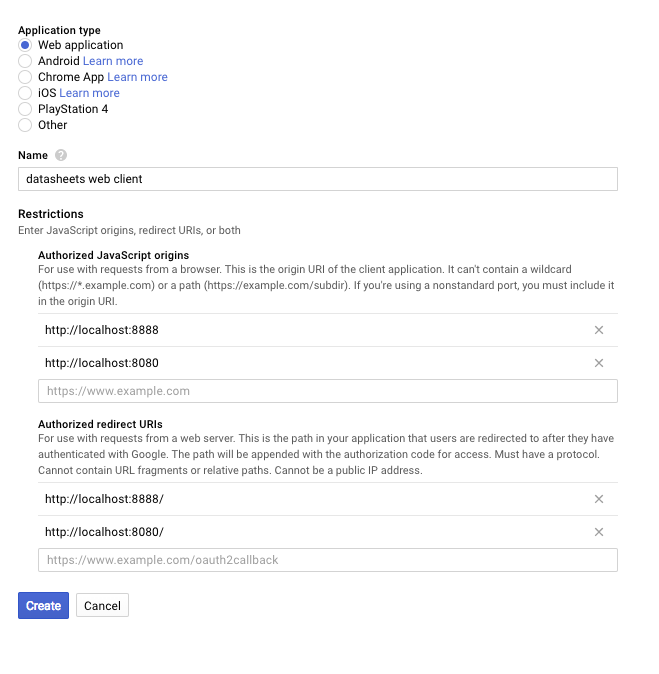 Application type
Web application
Android Learn more
Chrome App Learn more
iOS Learn more
PlayStation 4
Other
Name ?
datasheets web client
Restrictions
Enter JavaScript origins, redirect URIs, or both
Authorized JavaScript origins
For use with requests from a browser. This is the origin URI of the client application. It can't contain a wildcard
(https://*.example.com) or a path (https://example.com/subdir). If you're using a nonstandard port, you must include it
in the origin URI.
http://localhost:8888
http://localhost:8080
https://www.example.com
Authorized redirect URIs
For use with requests from a web server. This is the path in your application that users are redirected to after they have
authenticated with Google. The path will be appended with the authorization code for access. Must have a protocol.
Cannot contain URL fragments or relative paths. Cannot be a public IP address.
http://localhost:8888/
http://localhost:8080/
https://www.example.com/oauth2callback
Create Cancel